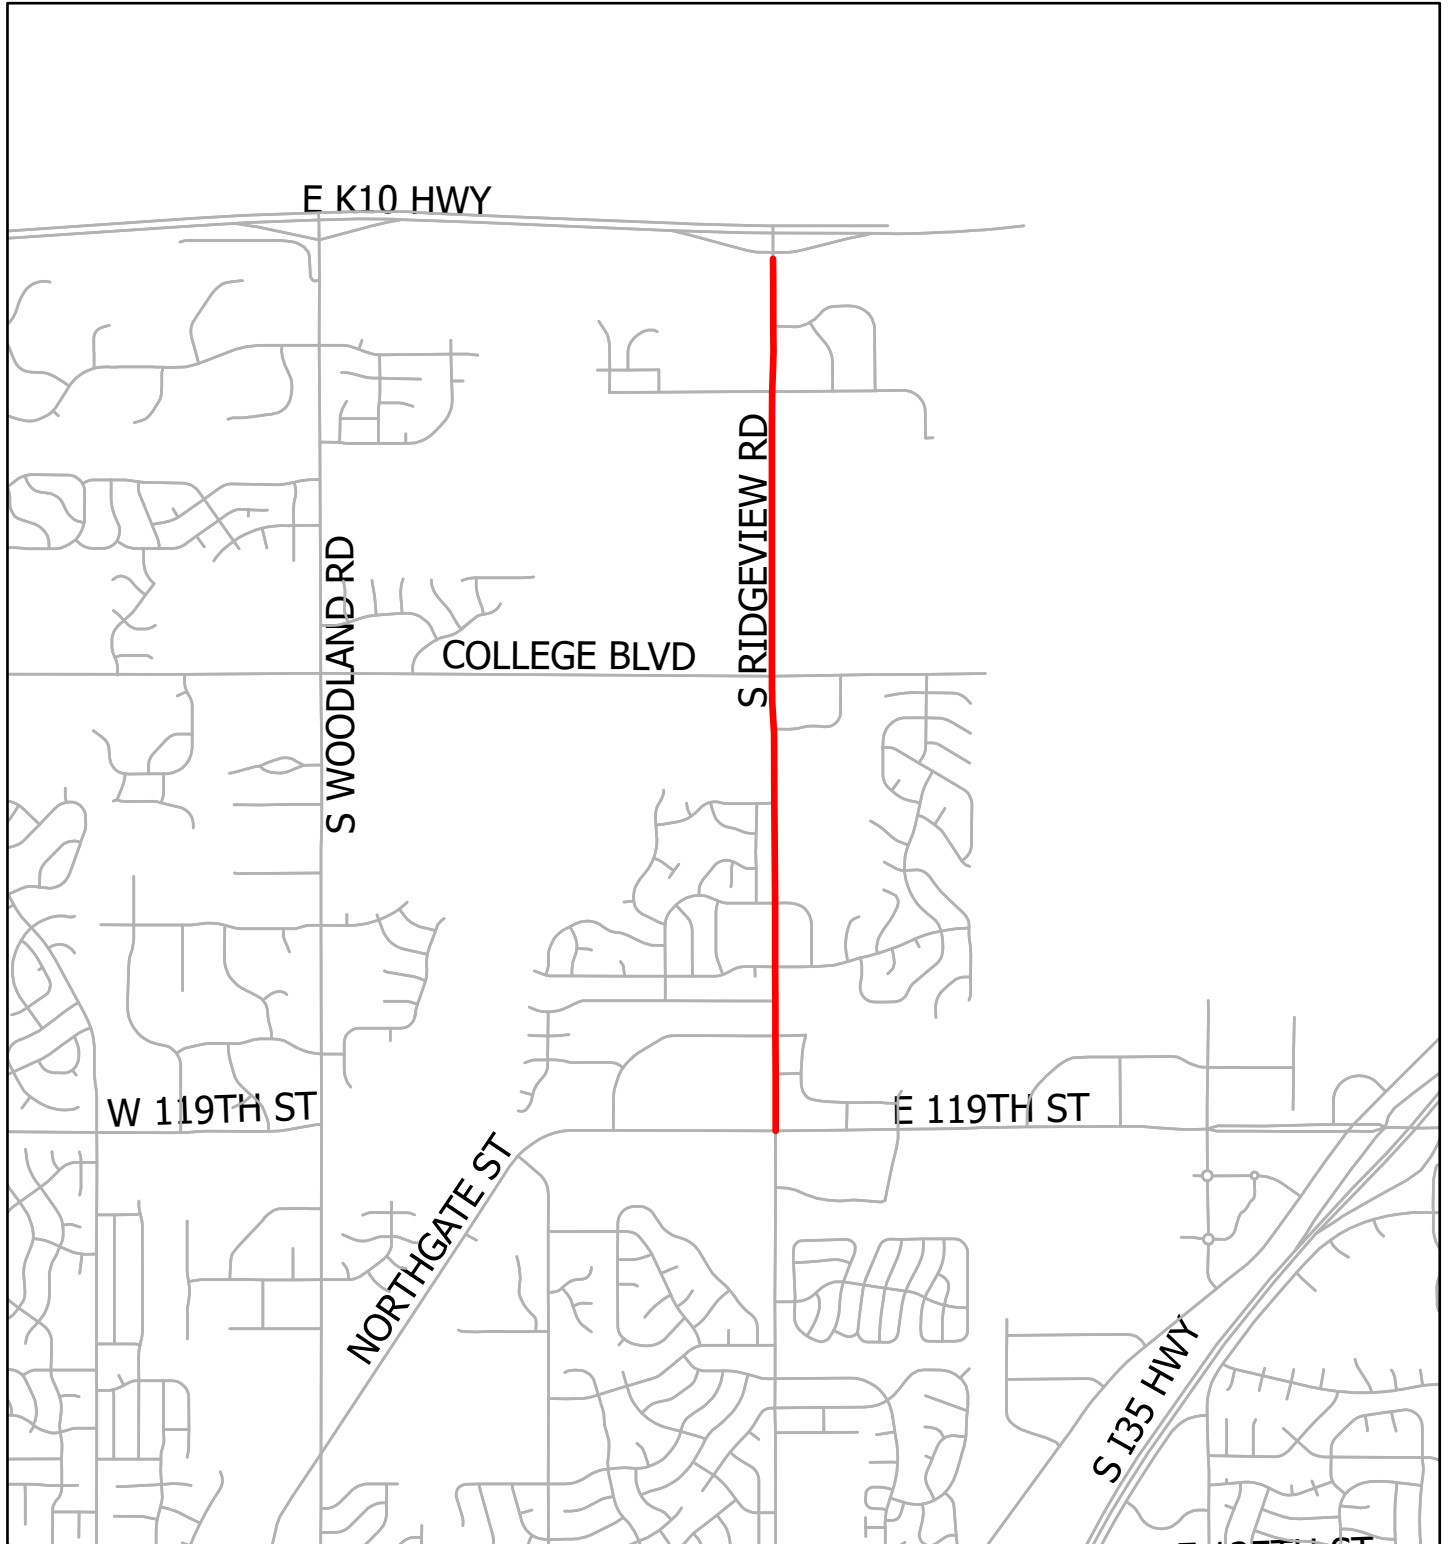 E K10 HWY
S RIDGEVIEW RD
S WOODLAND RD
COLLEGE BLVD
W 119TH ST
E 119TH ST
NORTHGATE ST
S I35 HWY